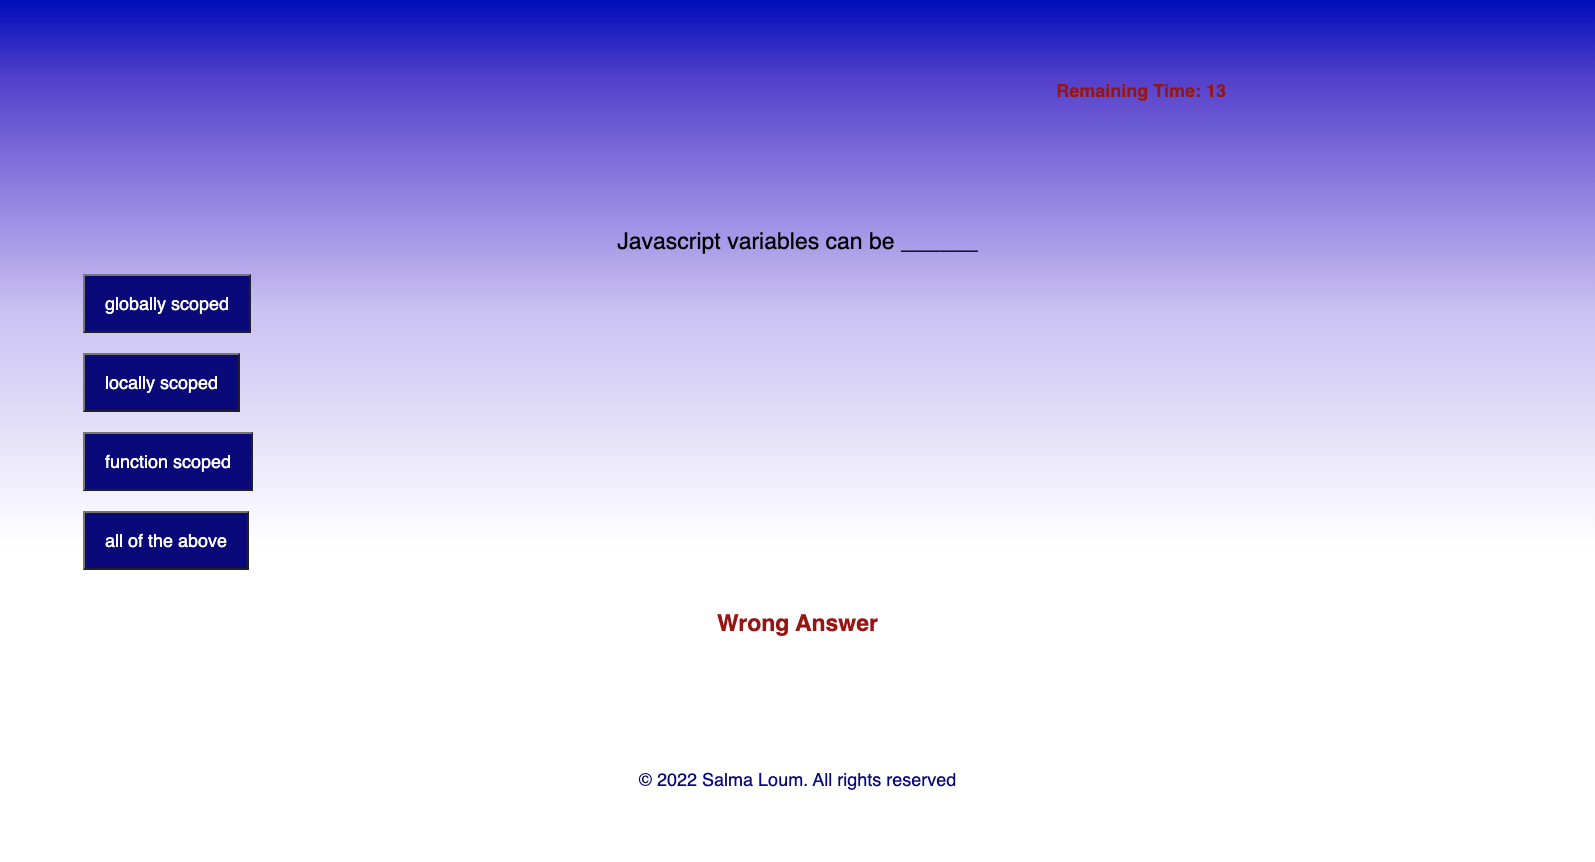 Remaining Time: 13
Javascript variables can be ______
globally scoped
locally scoped
function scoped
all of the above
Wrong Answer
© 2022 Salma Loum. All rights reserved